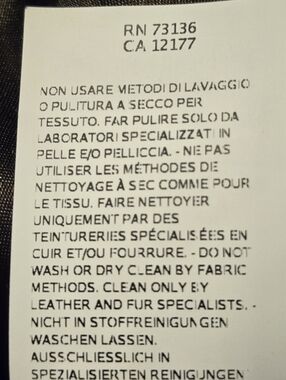 RN 73136
CA 12177
NON USARE METODI DI LAVAGGIO
O PULITURA A SECCO PER
TESSUTO. FAR PULIRE SOLO DA
LABORATORI SPECIALIZZATI IN
PELLE E/O PELLICCIA. - NE PAS
UTILISER LES MÉTHODES DE
NETTOYAGE À SEC COMME POUR
LE TISSU. FAIRE NETTOYER
UNIQUEMENT PAR DES
TEINTURERIES SPÉCIALISÉES EN
CUIR ET/OU FOURRURE. - DO NOT
WASH OR DRY CLEAN BY FABRIC
METHODS. CLEAN ONLY BY
LEATHER AND FUR SPECIALISTS. -
NICHT IN STOFFREINIGUNGEN
WASCHEN LASSEN.
AUSSCHLIESSLICH IN
SPEZIALISIERTEN REINIGUNGEN